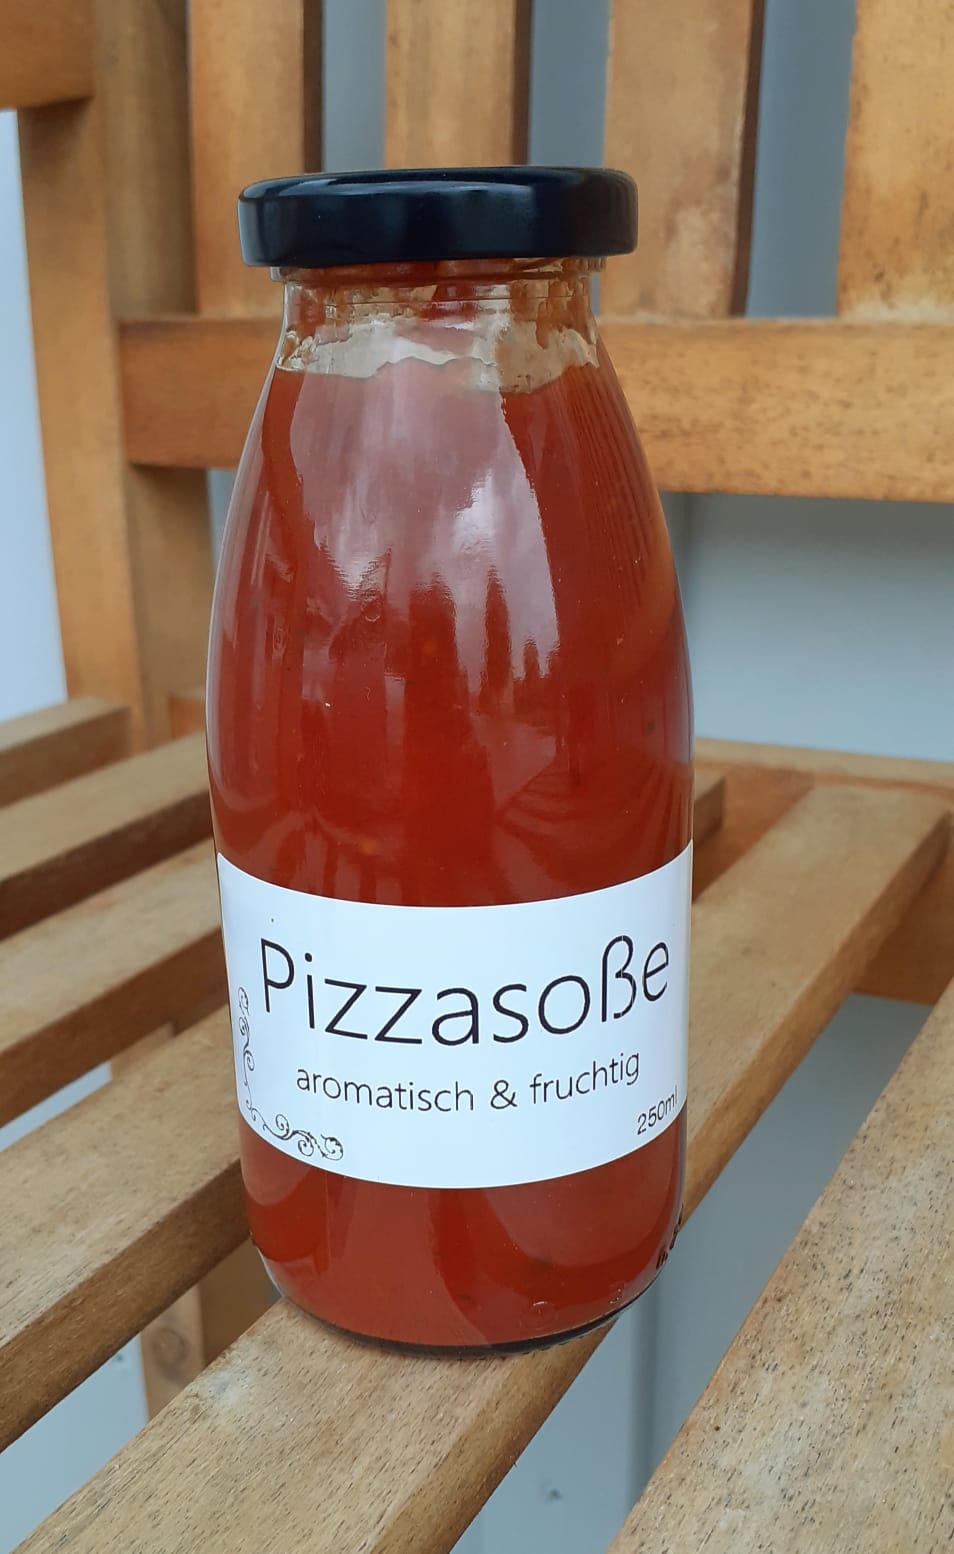 Pizzasoße
aromatisch & fruchtig
250ml